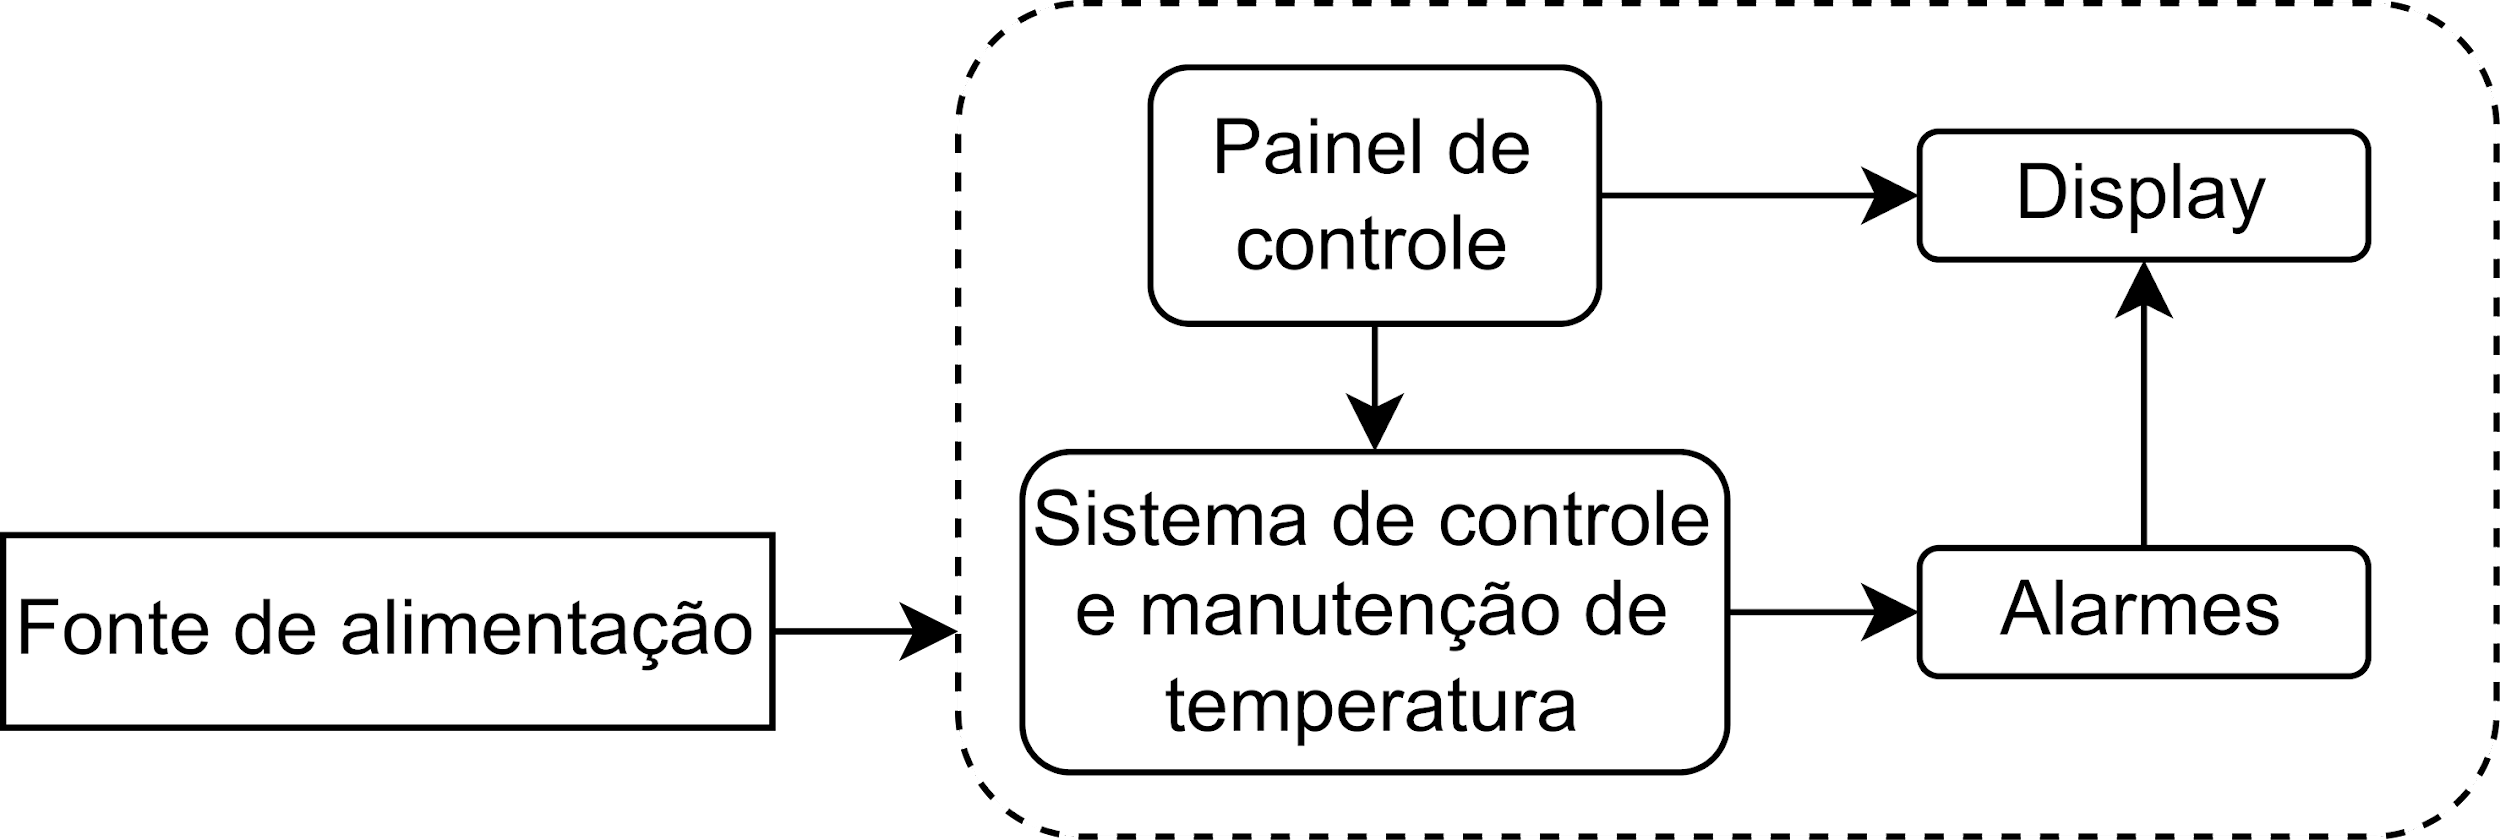 Painel de
controle
Display
Sistema de controle
e manutenção de
temperatura
Fonte de alimentação
Alarmes